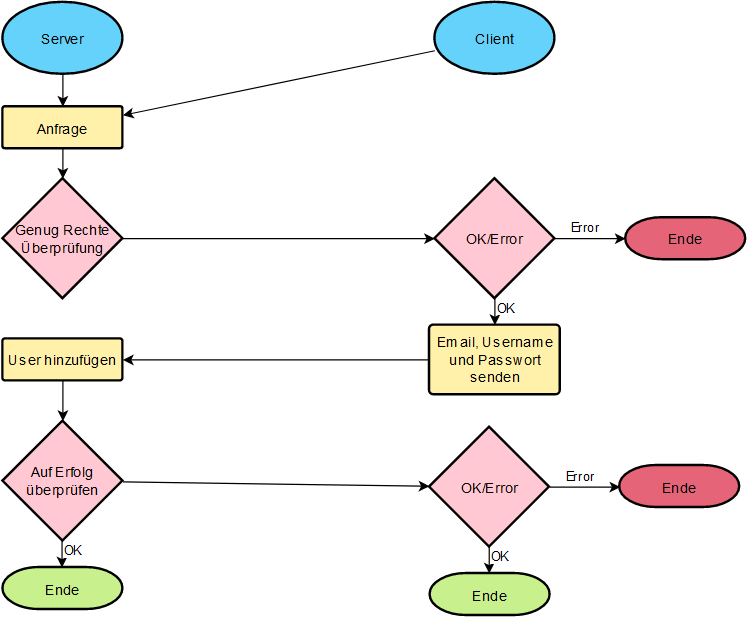 Server
Client
Anfrage
Genug Rechte
Überprüfung
OK/Error
Error
Ende
OK
User hinzufügen
Email, Username
und Passwort
senden
Auf Erfolg
überprüfen
OK/Error
Error
Ende
OK
OK
Ende
Ende